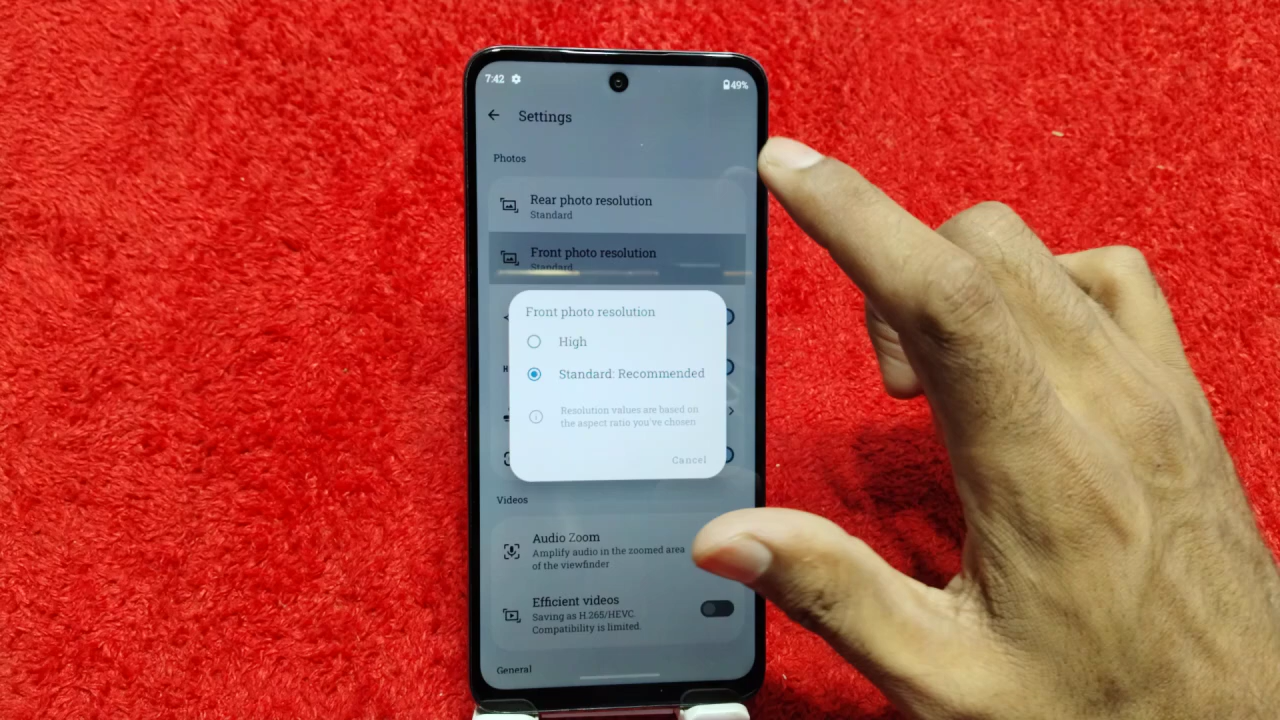 7:42
49%
Settings
Photos
Rear photo resolution
Standard
Front photo resolution
Standard
Front photo resolution
High
Standard: Recommended
Resolution values are based on
the aspect ratio you've chosen
Cancel
Videos
Audio Zoom
Amplify audio in the zoomed area
of the viewfinder
Efficient videos
Saving as H.265/HEVC.
Compatibility is limited.
General